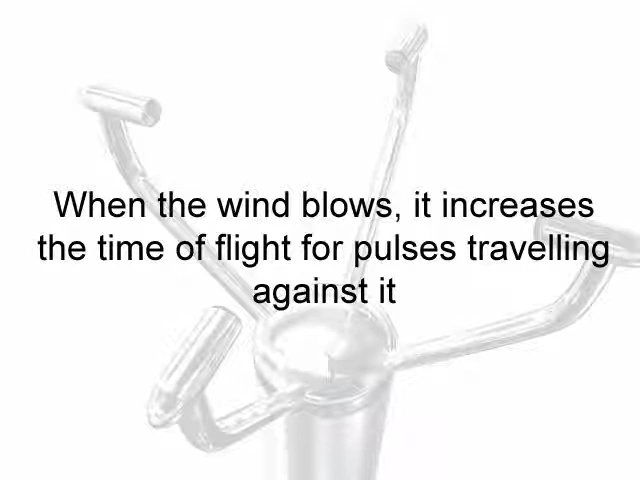 When the wind blows, it increases
the time of flight for pulses travelling
against it